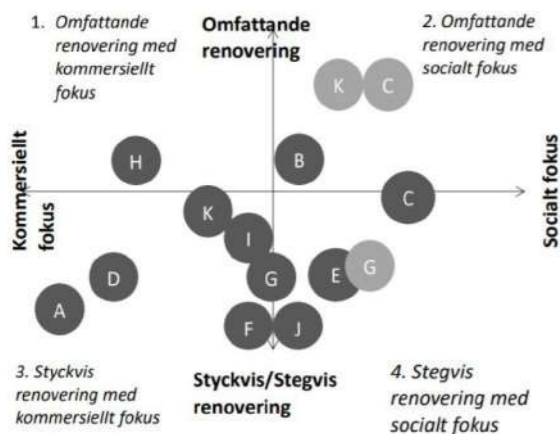 1. Omfattande
renovering med
kommersiellt
fokus
Omfattande
renovering
2. Omfattande
renovering med
socialt fokus
K
C
H
B
C
K
I
G
E
G
D
A
F
J
Kommersiellt
fokus
Socialt fokus
3. Styckvis
renovering med
kommersiellt fokus
Styckvis/Stegvis
renovering
4. Stegvis
renovering med
socialt fokus